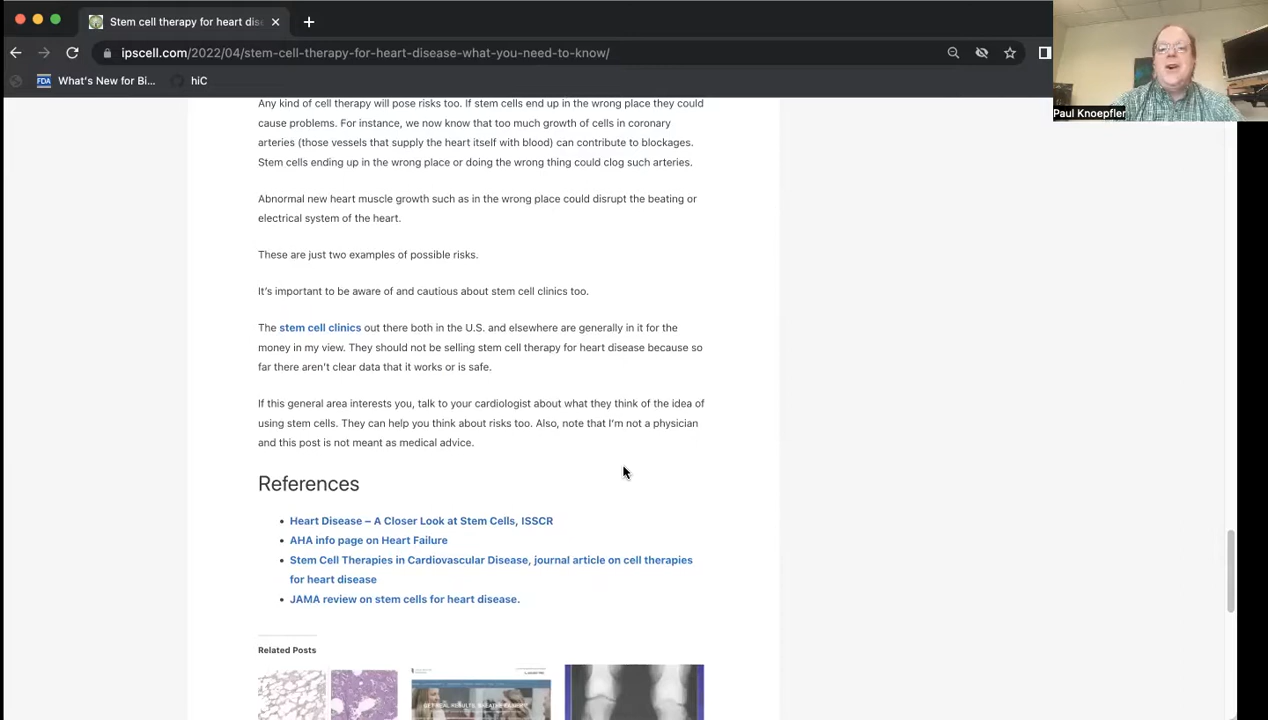 Stem cell therapy for heart dis
ipscell.com/2022/04/stem-cell-therapy-for-heart-disease-what-you-need-to-know/
FDA What's New for Bi... hiC
Paul Knoepfler
Any kind of cell therapy will pose risks too. If stem cells end up in the wrong place they could
cause problems. For instance, we now know that too much growth of cells in coronary
arteries (those vessels that supply the heart itself with blood) can contribute to blockages.
Stem cells ending up in the wrong place or doing the wrong thing could clog such arteries.
Abnormal new heart muscle growth such as in the wrong place could disrupt the beating or
electrical system of the heart.
These are just two examples of possible risks.
It's important to be aware of and cautious about stem cell clinics too.
The stem cell clinics out there both in the U.S. and elsewhere are generally in it for the
money in my view. They should not be selling stem cell therapy for heart disease because so
far there aren't clear data that it works or is safe.
If this general area interests you, talk to your cardiologist about what they think of the idea of
using stem cells. They can help you think about risks too. Also, note that I'm not a physician
and this post is not meant as medical advice.
References
• Heart Disease – A Closer Look at Stem Cells, ISSCR
• AHA info page on Heart Failure
• Stem Cell Therapies in Cardiovascular Disease, journal article on cell therapies
for heart disease
• JAMA review on stem cells for heart disease.
Related Posts
GET REAL RESULTS. BREATHE EASIER